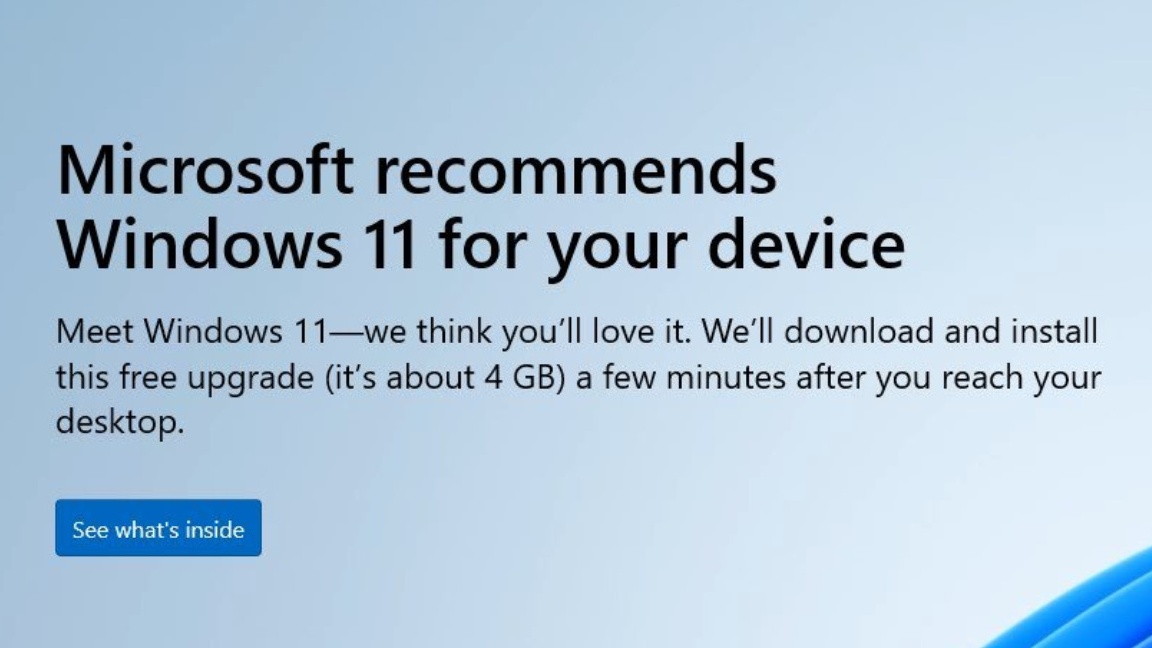 Microsoft recommends
Windows 11 for your device
Meet Windows 11—we think you’ll love it. We’ll download and install
this free upgrade (it’s about 4 GB) a few minutes after you reach your
desktop.
See what's inside